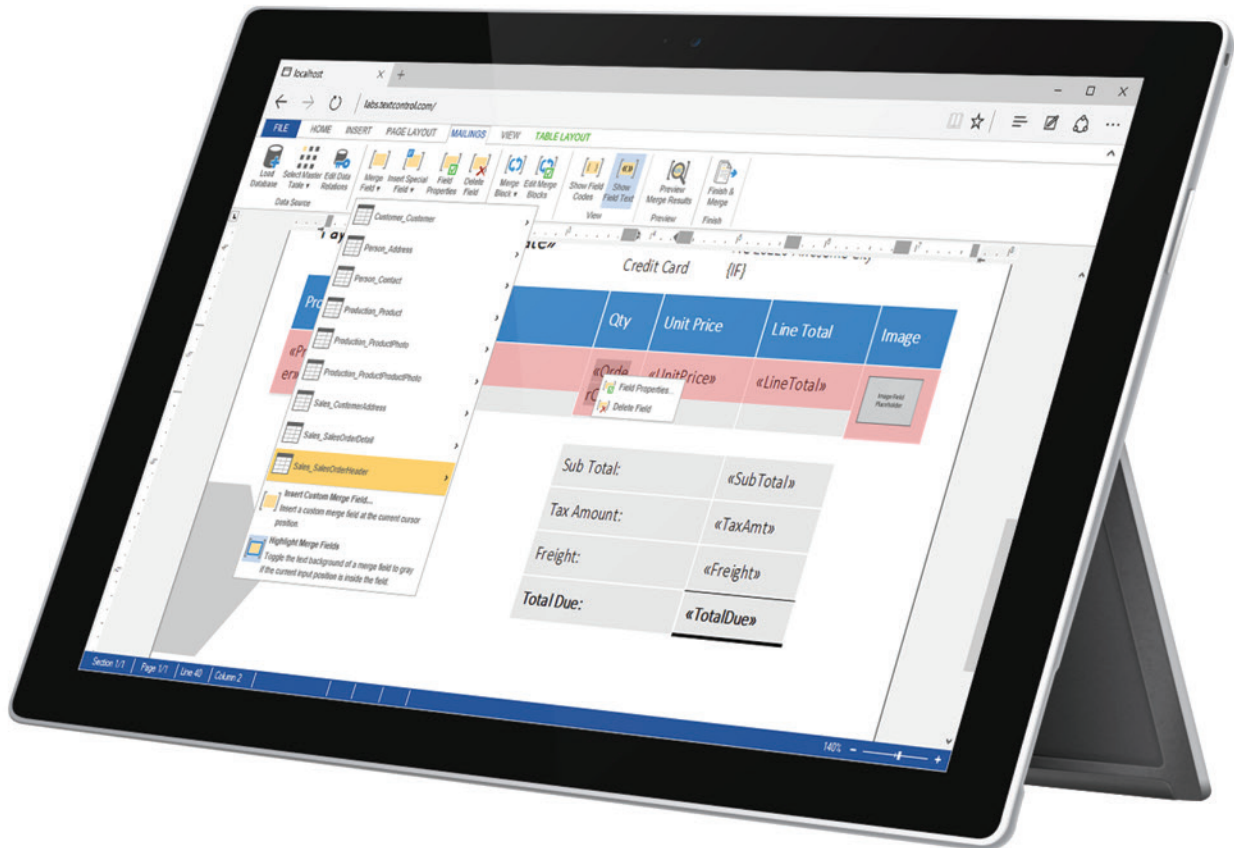 localhost
labs.textcontrol.com/
FILE HOME INSERT PAGE LAYOUT MAILINGS VIEW TABLE LAYOUT
Load Database
Select Master Table
Edit Data Relations
Merge Field
Insert Special Field
Field Properties
Delete Field
Merge Block
Edit Merge Blocks
Show Field Codes
Show Field Text
Preview Merge Results
Finish & Merge
Data Source
View
Preview
Finish
Customer_Customer
Person_Address
Person_Contact
Production_Product
Production_ProductPhoto
Production_ProductProductPhoto
Sales_CustomerAddress
Sales_SalesOrderDetail
Sales_SalesOrderHeader
Insert Custom Merge Field...
Insert a custom merge field at the current cursor
position.
Highlight Merge Fields
Toggle the text background of a merge field to gray
if the current input position is inside the field.
Credit Card {IF}
Qty Unit Price Line Total Image
«Orde «UnitPrice» «LineTotal»
Image Field
Placeholder
Field Properties...
Delete Field
Sub Total: «SubTotal»
Tax Amount: «TaxAmt»
Freight: «Freight»
Total Due: «TotalDue»
Section 1/1 Page 1/1 Line 40 Column 2
140%